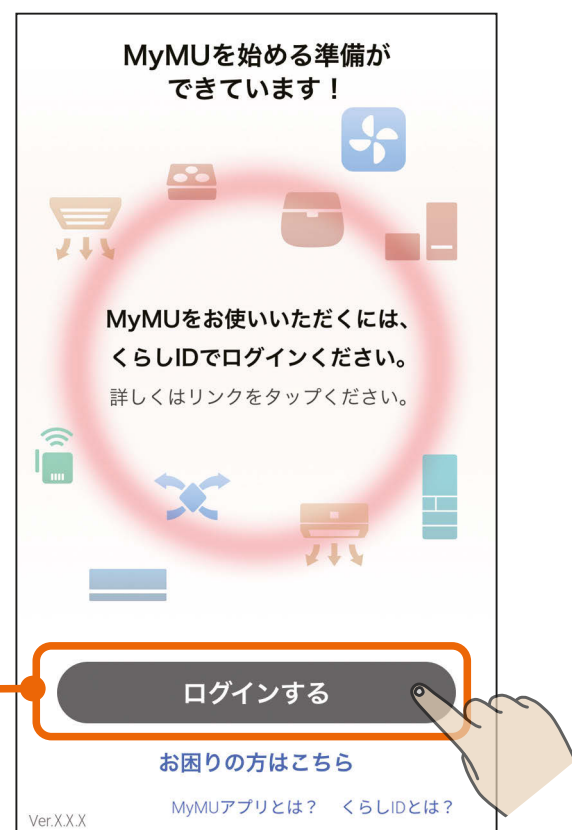 MyMUを始める準備が
できています！
MyMUをお使いいただくには、
くらしIDでログインください。
詳しくはリンクをタップください。
ログインする
お困りの方はこちら
MyMUアプリとは？ くらしIDとは？
Ver.X.X.X